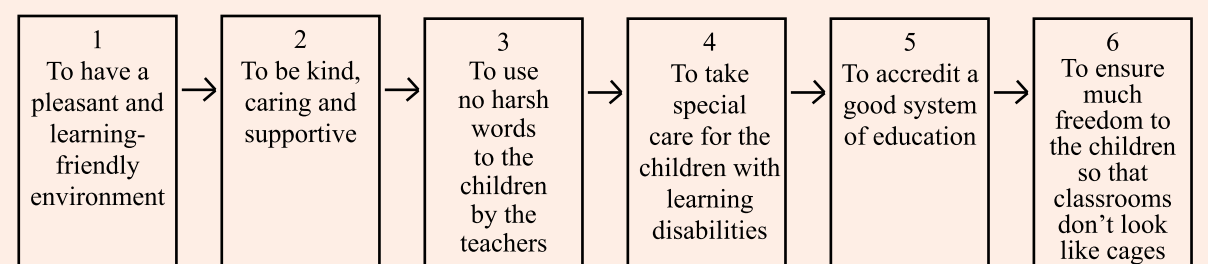 1
To have a
pleasant and
learning-
friendly
environment
2
To be kind,
caring and
supportive
3
To use
no harsh
words
to the
children
by the
teachers
4
To take
special
care for the
children with
learning
disabilities
5
To accredit a
good system
of education
6
To ensure
much
freedom to
the children
so that
classrooms
don’t look
like cages